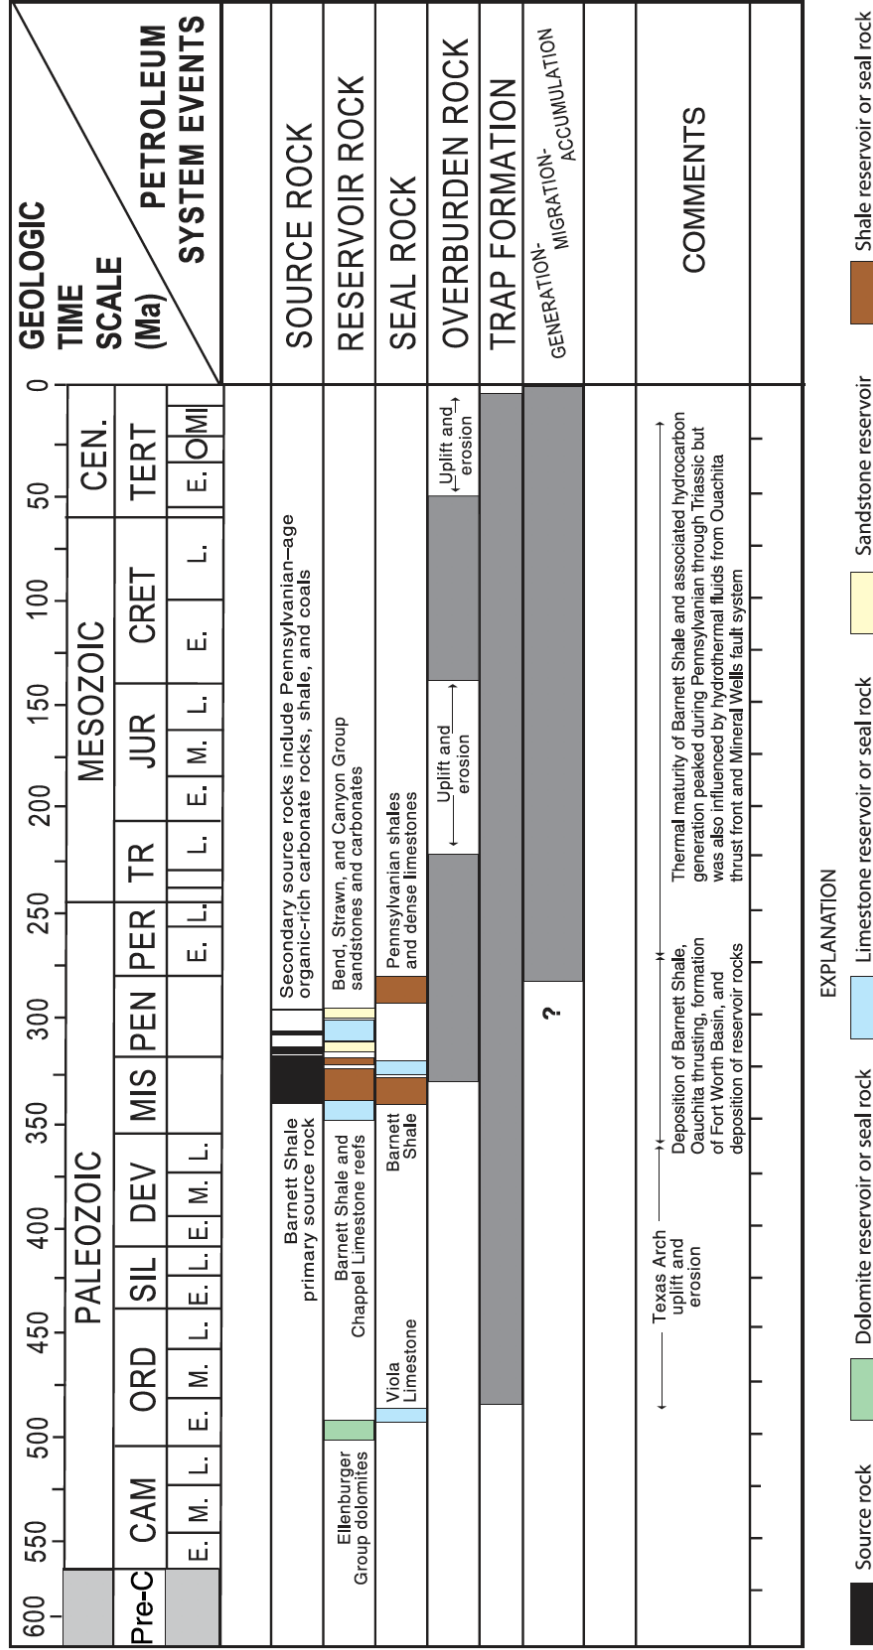 GEOLOGIC
TIME
SCALE
(Ma)
PETROLEUM
SYSTEM EVENTS
600
550
500
450
400
350
300
250
200
150
100
50
0
PALEOZOIC
MESOZOIC
CEN.
Pre-C
CAM
ORD
SIL
DEV
MIS
PEN
PER
TR
JUR
CRET
TERT
E. M. L.
E. M. L.
E. L.
E. M. L.
E. L.
L.
E. M. L.
E. L.
E. O MI
SOURCE ROCK
Barnett Shale
primary source rock
Secondary source rocks include Pennsylvanian–age
organic-rich carbonate rocks, shale, and coals
RESERVOIR ROCK
Ellenburger
Group dolomites
Barnett Shale and
Chappel Limestone reefs
Bend, Strawn, and Canyon Group
sandstones and carbonates
SEAL ROCK
Viola
Limestone
Barnett
Shale
Pennsylvanian shales
and dense limestones
OVERBURDEN ROCK
Uplift and
erosion
Uplift and
erosion
TRAP FORMATION
GENERATION-
MIGRATION-
ACCUMULATION
?
COMMENTS
Texas Arch
uplift and
erosion
Deposition of Barnett Shale,
Oauchita thrusting, formation
of Fort Worth Basin, and
deposition of reservoir rocks
Thermal maturity of Barnett Shale and associated hydrocarbon
generation peaked during Pennsylvanian through Triassic but
was also influenced by hydrothermal fluids from Ouachita
thrust front and Mineral Wells fault system
EXPLANATION
Source rock
Dolomite reservoir or seal rock
Limestone reservoir or seal rock
Sandstone reservoir
Shale reservoir or seal rock